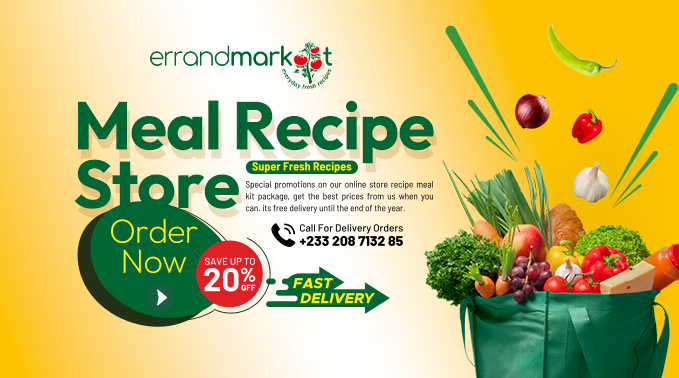 errandmarket
everyday fresh recipes
Meal Recipe
Store
Super Fresh Recipes
Special promotions on our online store recipe meal
kit package, get the best prices from us when you
can. its free delivery until the end of the year.
Call For Delivery Orders
+233 208 7132 85
Order
Now
SAVE UP TO
20%
OFF
FAST
DELIVERY